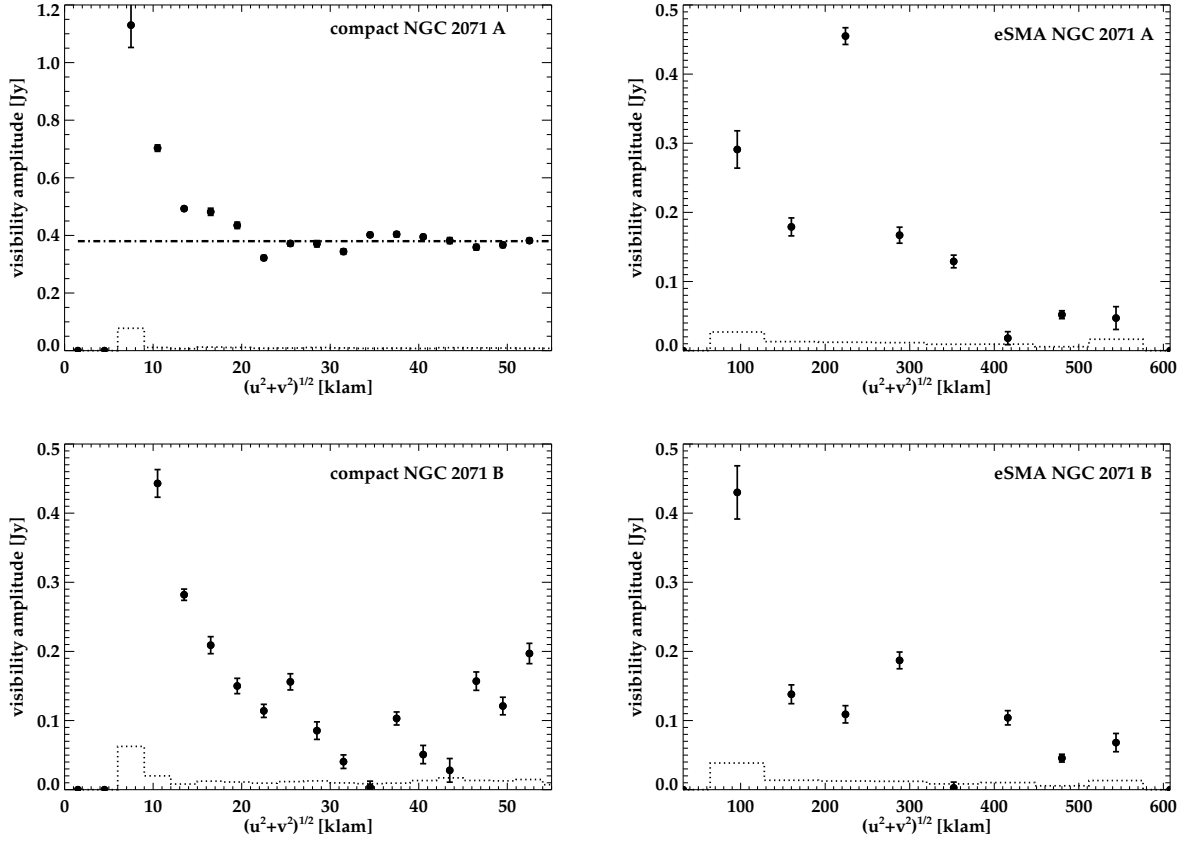 compact NGC 2071 A
visibility amplitude [Jy]
1.2
1.0
0.8
0.6
0.4
0.2
0.0
0 10 20 30 40 50
(u²+v²)¹/² [klam]
eSMA NGC 2071 A
visibility amplitude [Jy]
0.5
0.4
0.3
0.2
0.1
0.0
100 200 300 400 500 600
(u²+v²)¹/² [klam]
compact NGC 2071 B
visibility amplitude [Jy]
0.5
0.4
0.3
0.2
0.1
0.0
0 10 20 30 40 50
(u²+v²)¹/² [klam]
eSMA NGC 2071 B
visibility amplitude [Jy]
0.5
0.4
0.3
0.2
0.1
0.0
100 200 300 400 500 600
(u²+v²)¹/² [klam]